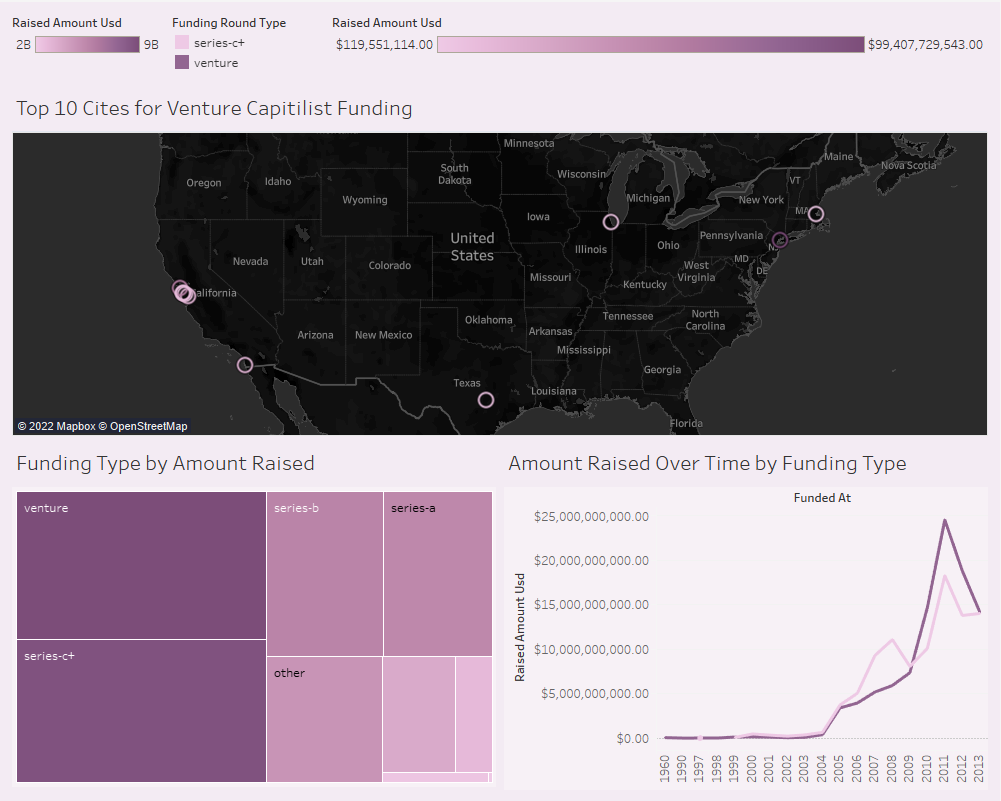 Raised Amount Usd
2B 9B
Funding Round Type
series-c+
venture
Raised Amount Usd
$119,551,114.00 $99,407,729,543.00
Top 10 Cites for Venture Capitilist Funding
Minnesota
Maine
Nova Scotia
Oregon
Idaho
South
Dakota
Wisconsin
VT
Wyoming
Michigan
New York
MA
Iowa
United
States
Illinois
Ohio
Pennsylvania
N
Nevada
Utah
Colorado
MD
West
Virginia
DE
Missouri
Kentucky
alifornia
Arizona
New Mexico
Oklahoma
Arkansas
Tennessee
North
Carolina
Mississippi
Georgia
Texas
Louisiana
Florida
© 2022 Mapbox © OpenStreetMap
Funding Type by Amount Raised
venture
series-b
series-a
series-c+
other
Amount Raised Over Time by Funding Type
Funded At
Raised Amount Usd
$25,000,000,000.00
$20,000,000,000.00
$15,000,000,000.00
$10,000,000,000.00
$5,000,000,000.00
$0.00
1960
1990
1997
1998
1999
2000
2001
2002
2003
2004
2005
2006
2007
2008
2009
2010
2011
2012
2013